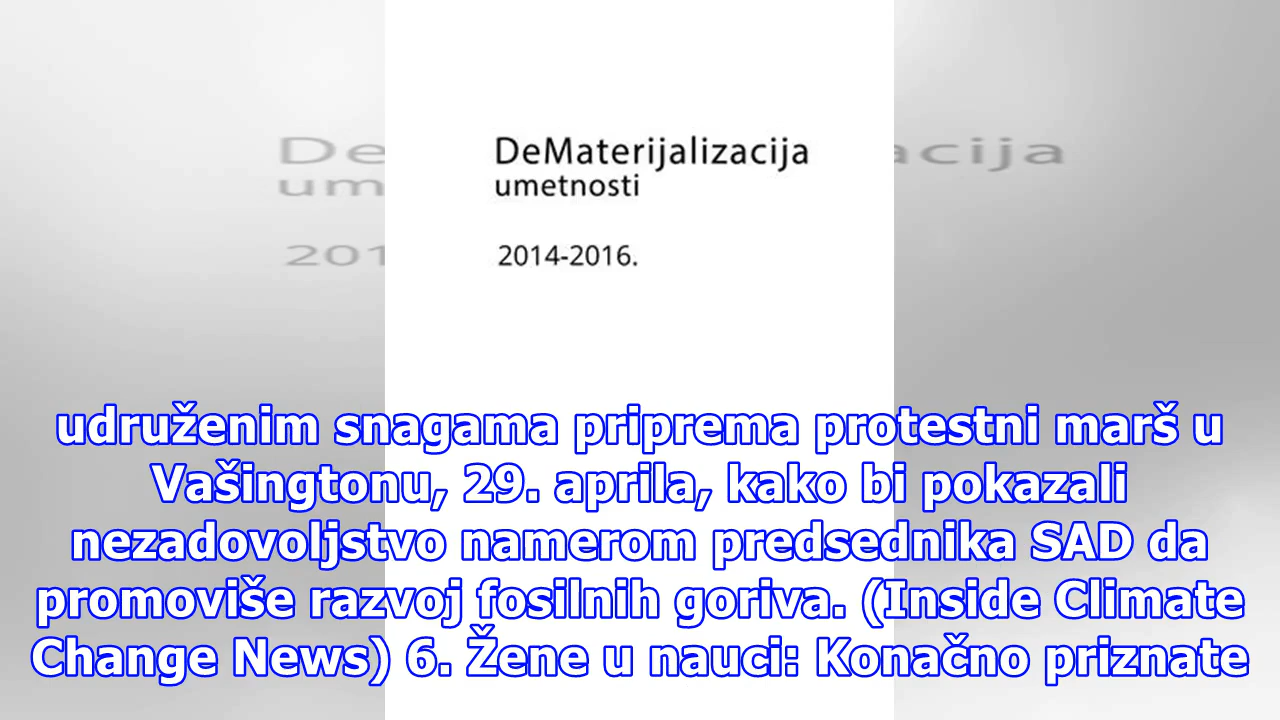 DeMaterijalizacija
umetnosti
2014-2016.
udruženim snagama priprema protestni marš u
Vašingtonu, 29. aprila, kako bi pokazali
nezadovoljstvo namerom predsednika SAD da
promoviše razvoj fosilnih goriva. (Inside Climate
Change News) 6. Žene u nauci: Konačno priznate